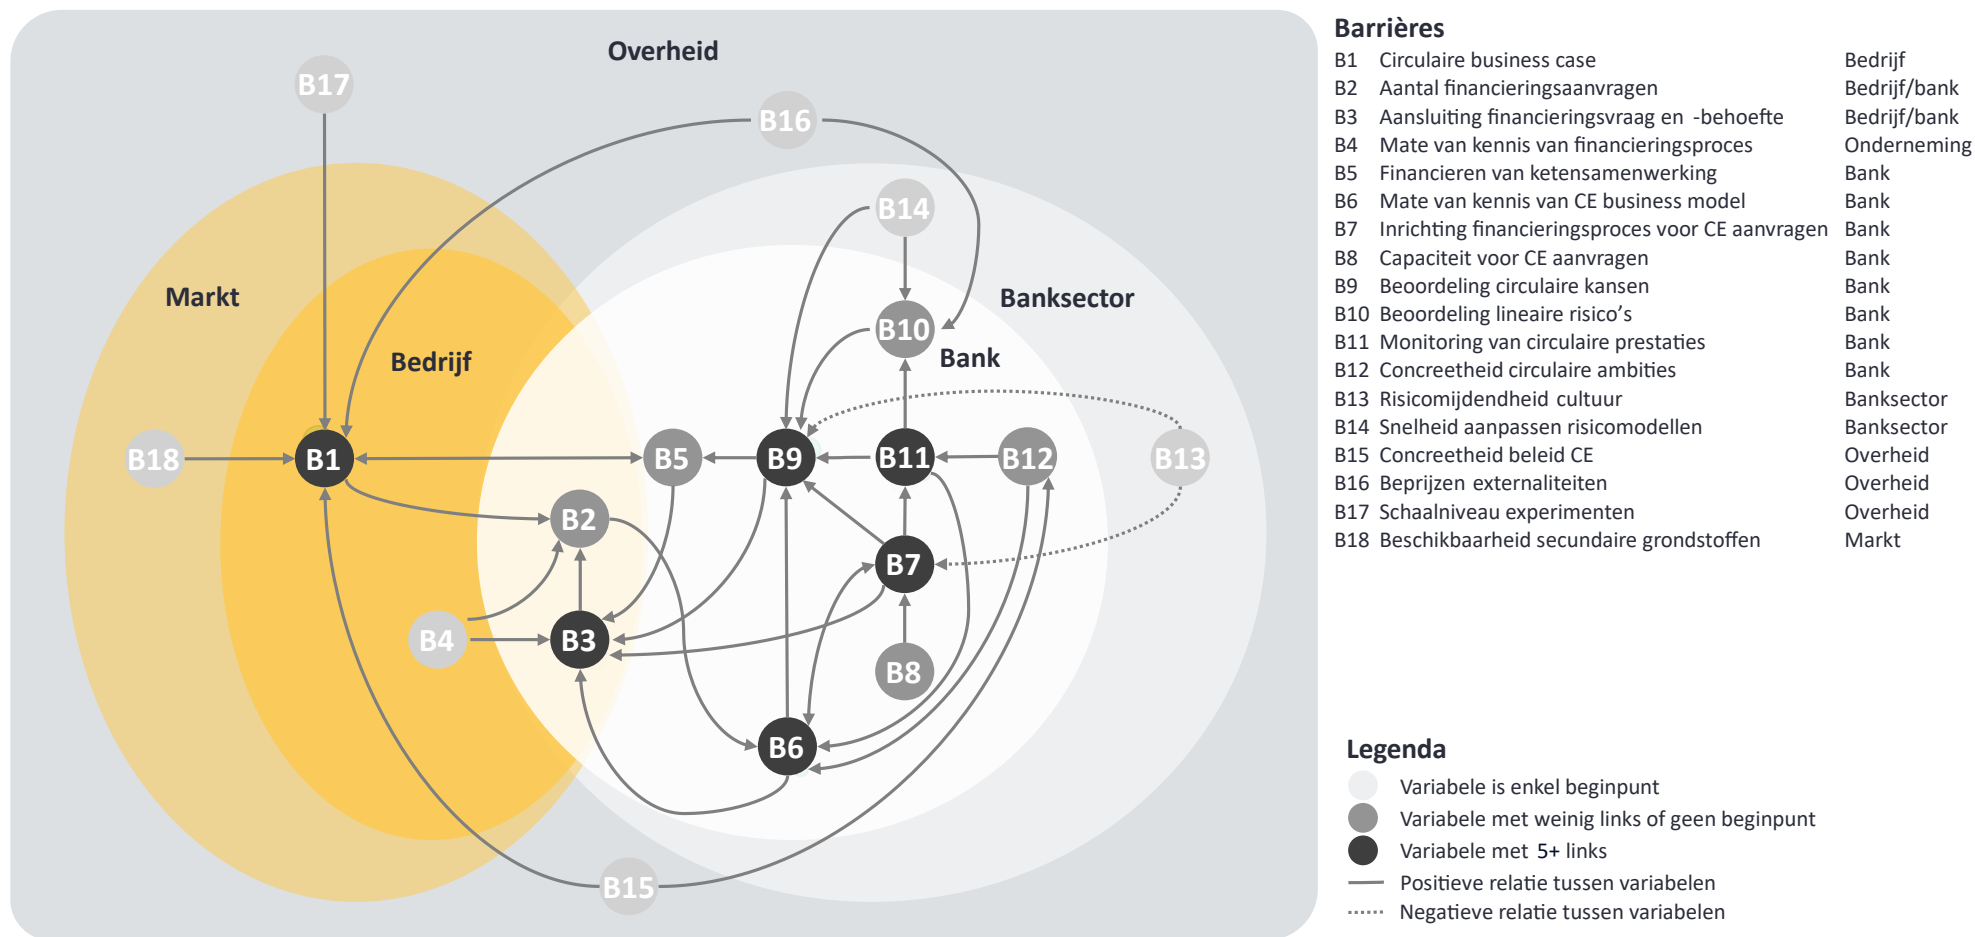 Overheid
B17
B16
B14
Markt
Banksector
B10
Bank
Bedrijf
B18
B1
B5
B9
B11
B12
B13
B2
B7
B4
B3
B8
B6
B15
Barrières
B1 Circulaire business case Bedrijf
B2 Aantal financieringsaanvragen Bedrijf/bank
B3 Aansluiting financieringsvraag en -behoefte Bedrijf/bank
B4 Mate van kennis van financieringsproces Onderneming
B5 Financieren van ketensamenwerking Bank
B6 Mate van kennis van CE business model Bank
B7 Inrichting financieringsproces voor CE aanvragen Bank
B8 Capaciteit voor CE aanvragen Bank
B9 Beoordeling circulaire kansen Bank
B10 Beoordeling lineaire risico’s Bank
B11 Monitoring van circulaire prestaties Bank
B12 Concreetheid circulaire ambities Bank
B13 Risicomijdendheid cultuur Banksector
B14 Snelheid aanpassen risicomodellen Banksector
B15 Concreetheid beleid CE Overheid
B16 Beprijzen externaliteiten Overheid
B17 Schaalniveau experimenten Overheid
B18 Beschikbaarheid secundaire grondstoffen Markt
Legenda
Variabele is enkel beginpunt
Variabele met weinig links of geen beginpunt
Variabele met 5+ links
Positieve relatie tussen variabelen
Negatieve relatie tussen variabelen